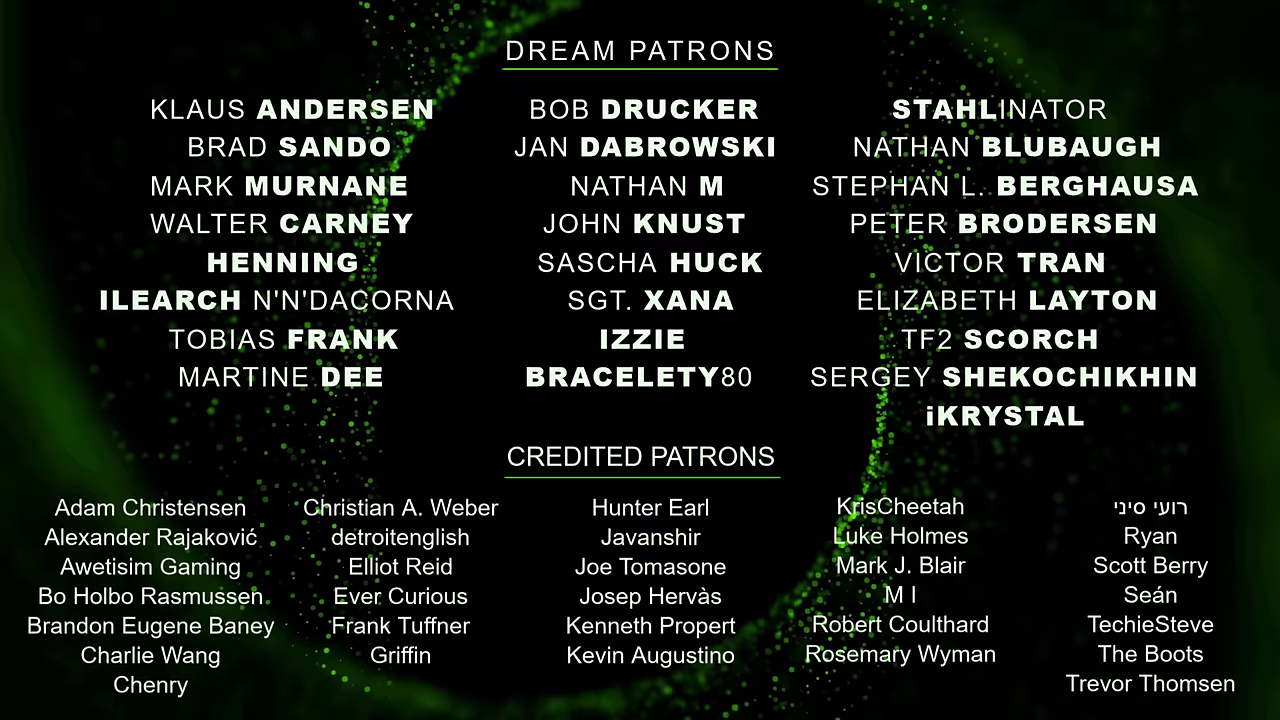 DREAM PATRONS
KLAUS ANDERSEN
BRAD SANDO
MARK MURNANE
WALTER CARNEY
HENNING
ILEARCH N'N'DACORNA
TOBIAS FRANK
MARTINE DEE
BOB DRUCKER
JAN DABROWSKI
NATHAN M
JOHN KNUST
SASCHA HUCK
SGT. XANA
IZZIE
BRACELETY80
STAHLINATOR
NATHAN BLUBAUGH
STEPHAN L. BERGHAUSA
PETER BRODERSEN
VICTOR TRAN
ELIZABETH LAYTON
TF2 SCORCH
SERGEY SHEKOCHIKHIN
iKRYSTAL
CREDITED PATRONS
Adam Christensen
Alexander Rajaković
Awetisim Gaming
Bo Holbo Rasmussen
Brandon Eugene Baney
Charlie Wang
Chenry
Christian A. Weber
detroitenglish
Elliot Reid
Ever Curious
Frank Tuffner
Griffin
Hunter Earl
Javanshir
Joe Tomasone
Josep Hervàs
Kenneth Propert
Kevin Augustino
KrisCheetah
Luke Holmes
Mark J. Blair
M I
Robert Coulthard
Rosemary Wyman
רועי סיני
Ryan
Scott Berry
Seán
TechieSteve
The Boots
Trevor Thomsen